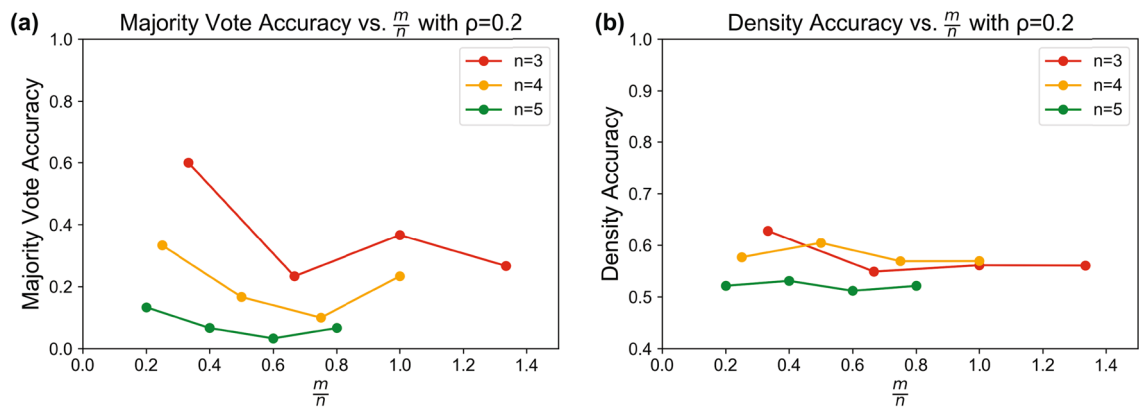 (a) Majority Vote Accuracy vs. m/n with ρ=0.2
Majority Vote Accuracy
1.0
0.8
0.6
0.4
0.2
0.0
n=3
n=4
n=5
0.0 0.2 0.4 0.6 0.8 1.0 1.2 1.4
m/n
(b) Density Accuracy vs. m/n with ρ=0.2
Density Accuracy
1.0
0.9
0.8
0.7
0.6
0.5
0.4
n=3
n=4
n=5
0.0 0.2 0.4 0.6 0.8 1.0 1.2 1.4
m/n